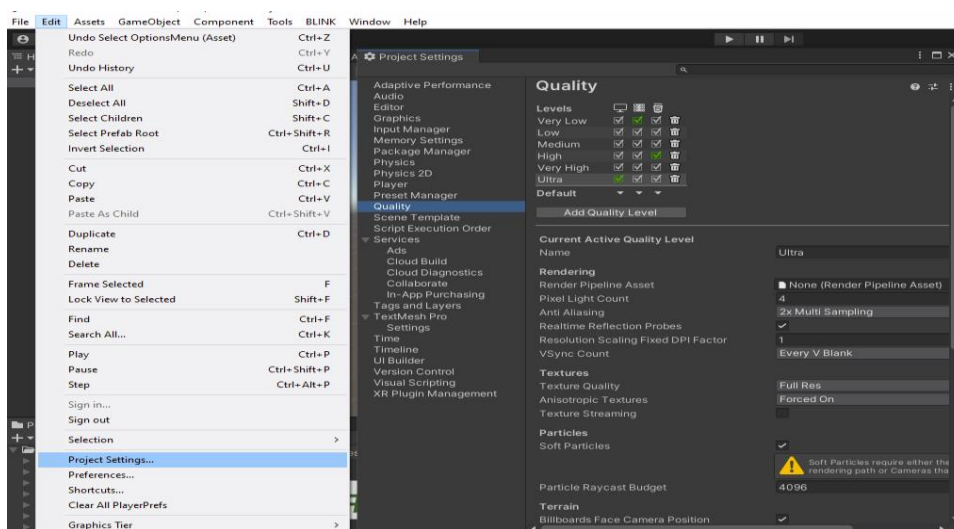 File Edit Assets GameObject Component Tools BLINK Window Help
Undo Select OptionsMenu (Asset) Ctrl+Z
Redo Ctrl+Y
Undo History Ctrl+U
Select All Ctrl+A
Deselect All Shift+D
Select Children Shift+C
Select Prefab Root Ctrl+Shift+R
Invert Selection Ctrl+I
Cut Ctrl+X
Copy Ctrl+C
Paste Ctrl+V
Paste As Child Ctrl+Shift+V
Duplicate Ctrl+D
Rename
Delete
Frame Selected F
Lock View to Selected Shift+F
Find Ctrl+F
Search All... Ctrl+K
Play Ctrl+P
Pause Ctrl+Shift+P
Step Ctrl+Alt+P
Sign in...
Sign out
Selection >
Project Settings...
Preferences...
Shortcuts...
Clear All PlayerPrefs
Graphics Tier >
Project Settings
Adaptive Performance
Audio
Editor
Graphics
Input Manager
Memory Settings
Package Manager
Physics
Physics 2D
Player
Preset Manager
Quality
Scene Template
Script Execution Order
Services
Ads
Cloud Build
Cloud Diagnostics
Collaborate
In-App Purchasing
Tags and Layers
TextMesh Pro
Settings
Time
Timeline
UI Builder
Version Control
Visual Scripting
XR Plugin Management
Quality
Levels
Very Low
Low
Medium
High
Very High
Ultra
Default
Add Quality Level
Current Active Quality Level
Name Ultra
Rendering
Render Pipeline Asset None (Render Pipeline Asset)
Pixel Light Count 4
Anti Aliasing 2x Multi Sampling
Realtime Reflection Probes
Resolution Scaling Fixed DPI Factor 1
VSync Count Every V Blank
Textures
Texture Quality Full Res
Anisotropic Textures Forced On
Texture Streaming
Particles
Soft Particles
Soft Particles require either the
rendering path or Cameras tha
Particle Raycast Budget 4096
Terrain
Billboards Face Camera Position